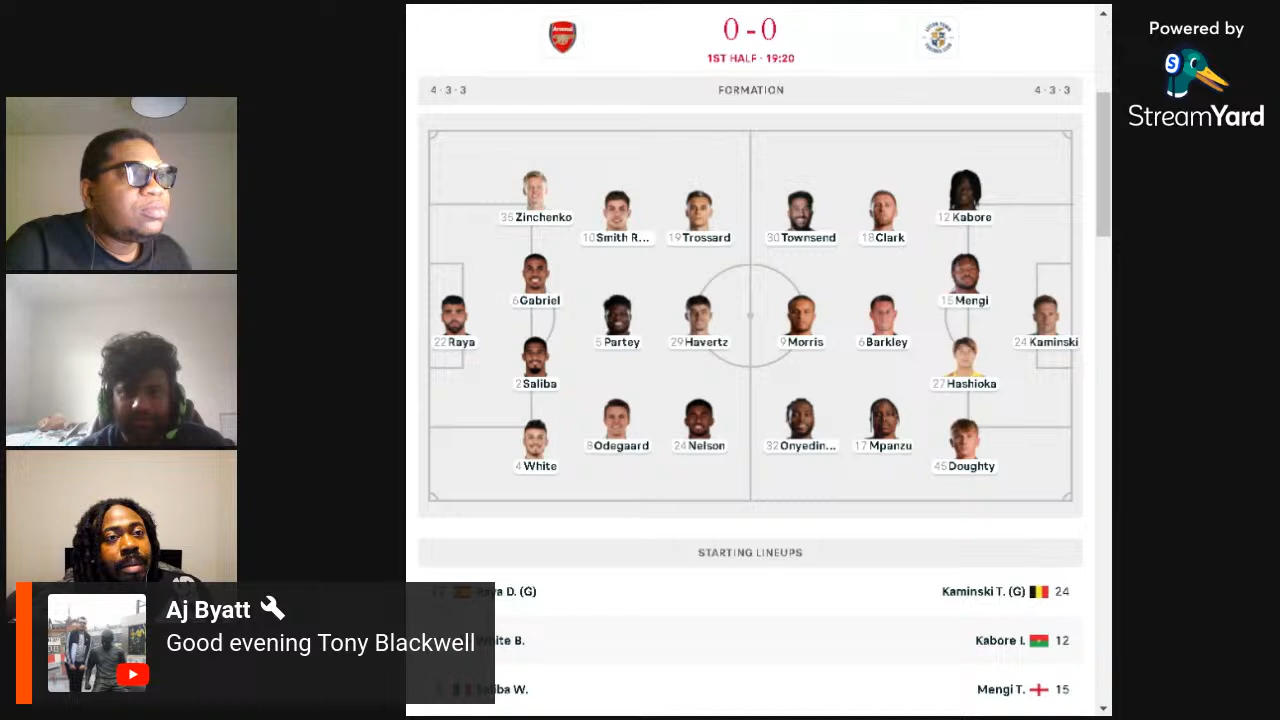 0 - 0
Powered by
StreamYard
1ST HALF - 19:20
4 - 3 - 3 FORMATION 4 - 3 - 3
35 Zinchenko
10 Smith R...
19 Trossard
30 Townsend
18 Clark
12 Kabore
6 Gabriel
15 Mengi
22 Raya
5 Partey
29 Havertz
9 Morris
6 Barkley
24 Kaminski
2 Saliba
27 Hashioka
8 Odegaard
24 Nelson
32 Onyedin...
17 Mpanzu
4 White
45 Doughty
STARTING LINEUPS
Raya D. (G) Kaminski T. (G) 24
White B. Kabore I. 12
Saliba W. Mengi T. 15
Aj Byatt
Good evening Tony Blackwell